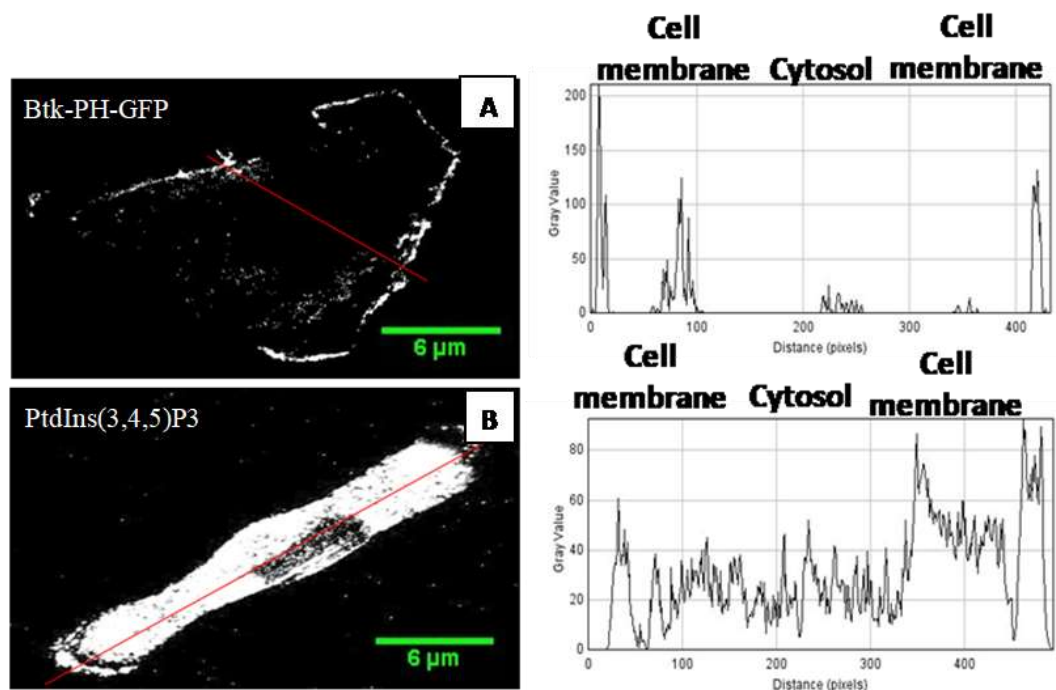 Btk-PH-GFP
A
6 µm
Cell membrane
Cytosol
Cell membrane
200
150
100
50
0
Gray Value
0 100 200 300 400
Distance (pixels)
PtdIns(3,4,5)P3
B
6 µm
Cell membrane
Cytosol
Cell membrane
80
60
40
20
0
Gray Value
0 100 200 300 400
Distance (pixels)